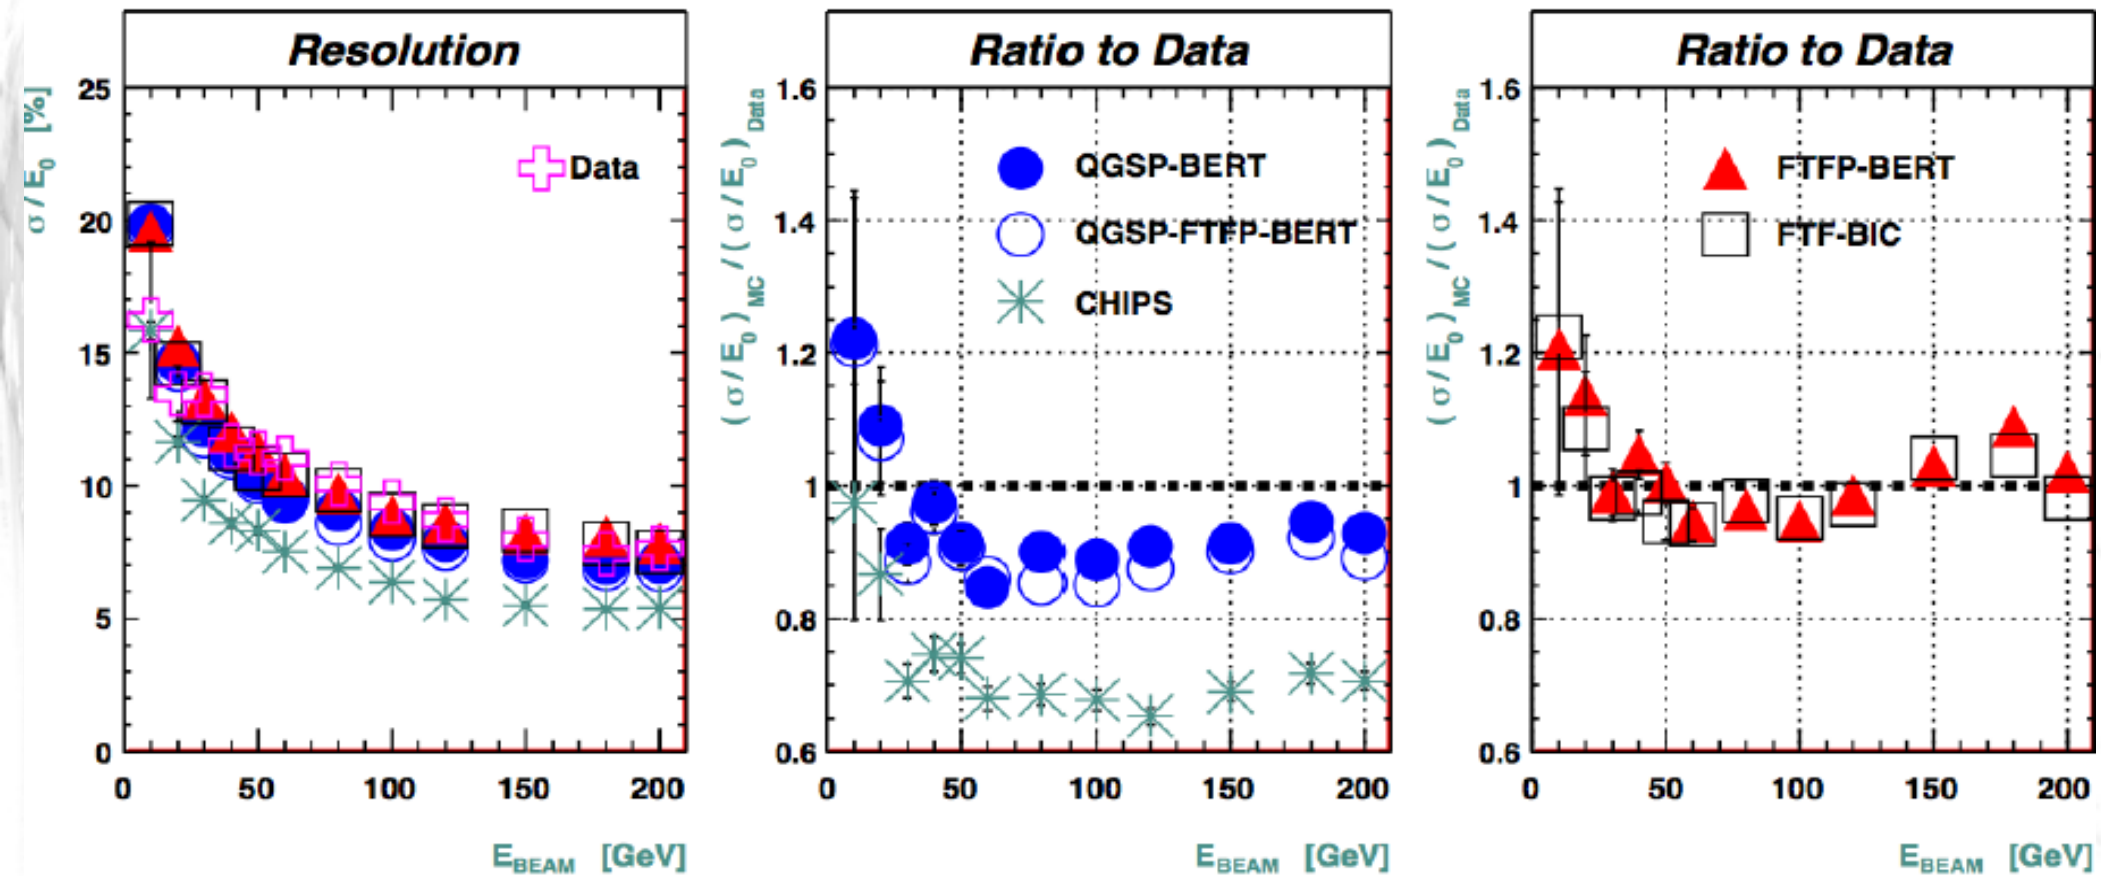 Resolution
σ / E0 [%]
25
20
15
10
5
0
Data
0 50 100 150 200
EBEAM [GeV]
Ratio to Data
( σ / E0 )MC / ( σ / E0 )Data
1.6
1.4
1.2
1
0.8
0.6
QGSP-BERT
QGSP-FTFP-BERT
CHIPS
0 50 100 150 200
EBEAM [GeV]
Ratio to Data
( σ / E0 )MC / ( σ / E0 )Data
1.6
1.4
1.2
1
0.8
0.6
FTFP-BERT
FTF-BIC
0 50 100 150 200
EBEAM [GeV]